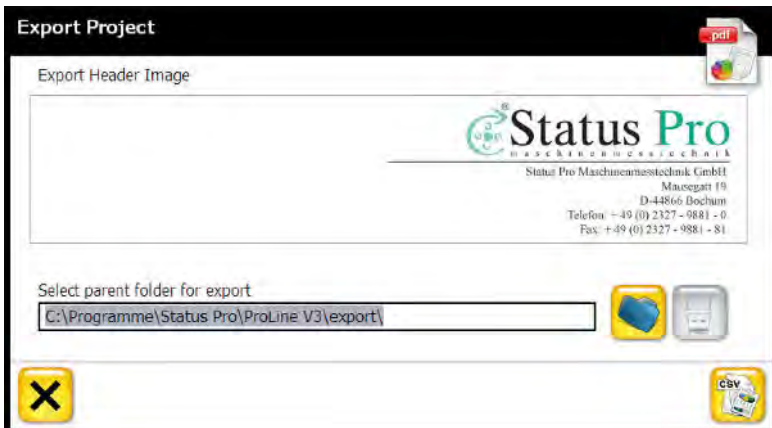 Export Project
pdf
Export Header Image
®
Status Pro
maschinenmesstechnik
Status Pro Maschinenmesstechnik GmbH
Mausegatt 19
D-44866 Bochum
Telefon: + 49 (0) 2327 - 9881 - 0
Fax: + 49 (0) 2327 - 9881 - 81
Select parent folder for export
C:\Programme\Status Pro\ProLine V3\export\
CSV